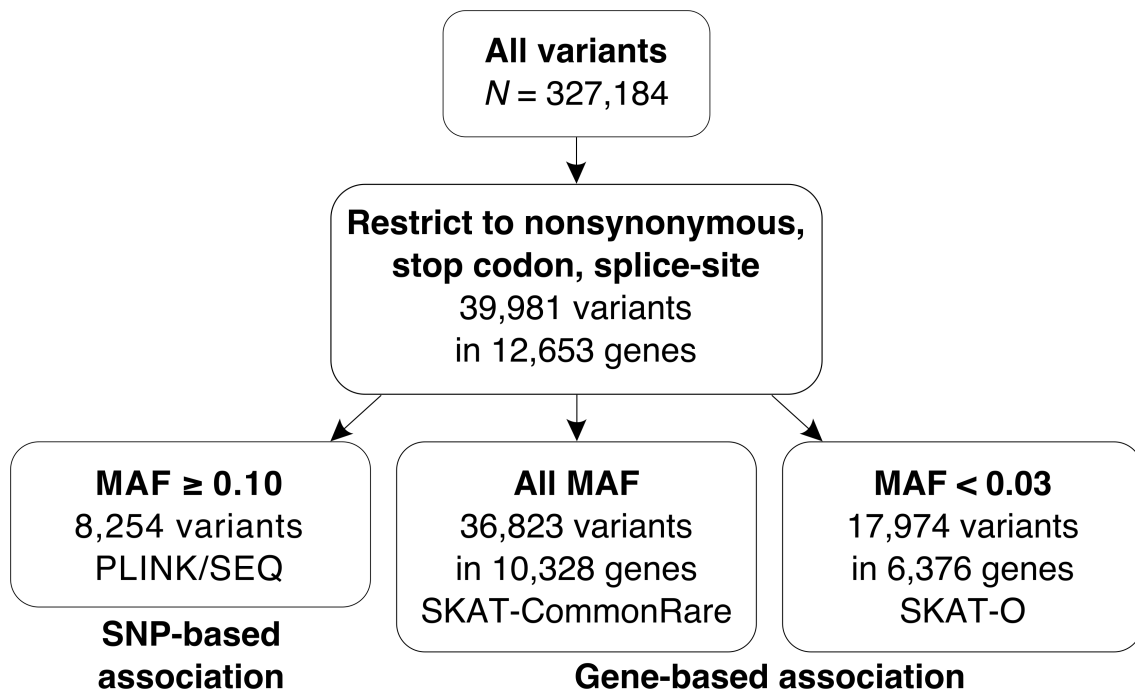 All variants
N = 327,184
Restrict to nonsynonymous,
stop codon, splice-site
39,981 variants
in 12,653 genes
MAF ≥ 0.10
8,254 variants
PLINK/SEQ
SNP-based
association
All MAF
36,823 variants
in 10,328 genes
SKAT-CommonRare
MAF < 0.03
17,974 variants
in 6,376 genes
SKAT-O
Gene-based association